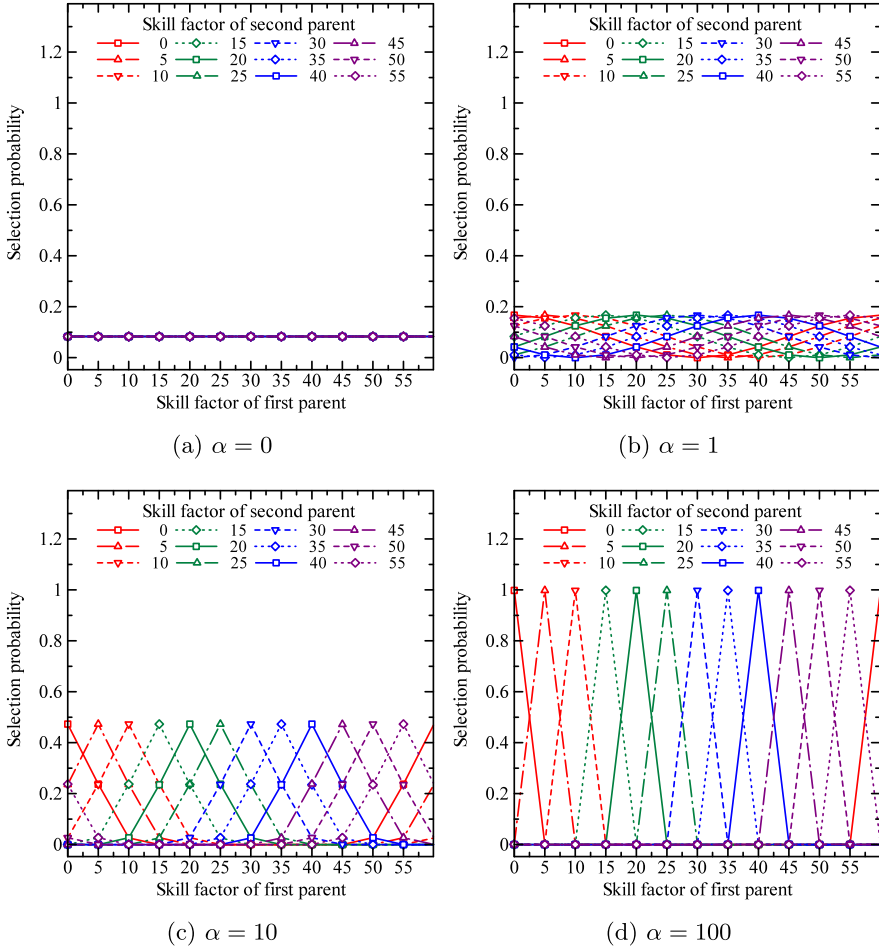 Skill factor of second parent
0 15 30 45
5 20 35 50
10 25 40 55
Selection probability
1.2
1
0.8
0.6
0.4
0.2
0
0 5 10 15 20 25 30 35 40 45 50 55
Skill factor of first parent
(a) α = 0
Skill factor of second parent
0 15 30 45
5 20 35 50
10 25 40 55
Selection probability
1.2
1
0.8
0.6
0.4
0.2
0
0 5 10 15 20 25 30 35 40 45 50 55
Skill factor of first parent
(b) α = 1
Skill factor of second parent
0 15 30 45
5 20 35 50
10 25 40 55
Selection probability
1.2
1
0.8
0.6
0.4
0.2
0
0 5 10 15 20 25 30 35 40 45 50 55
Skill factor of first parent
(c) α = 10
Skill factor of second parent
0 15 30 45
5 20 35 50
10 25 40 55
Selection probability
1.2
1
0.8
0.6
0.4
0.2
0
0 5 10 15 20 25 30 35 40 45 50 55
Skill factor of first parent
(d) α = 100